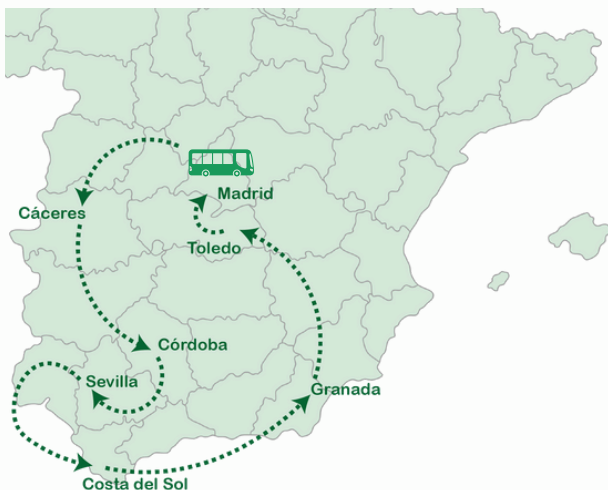 Madrid
Cáceres
Toledo
Córdoba
Sevilla
Granada
Costa del Sol